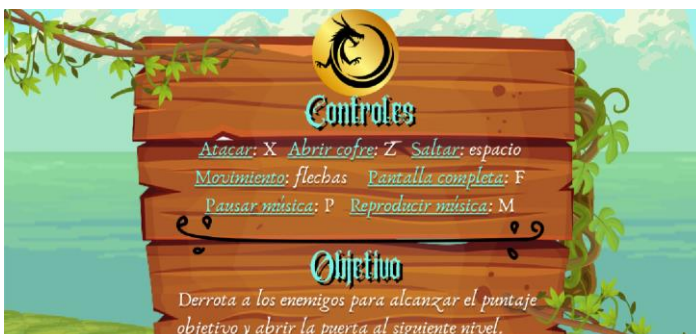 Controles
Atacar: X Abrir cofre: Z Saltar: espacio
Movimiento: flechas Pantalla completa: F
Pausar música: P Reproducir música: M
Objetivo
Derrota a los enemigos para alcanzar el puntaje
objetivo y abrir la puerta al siguiente nivel.